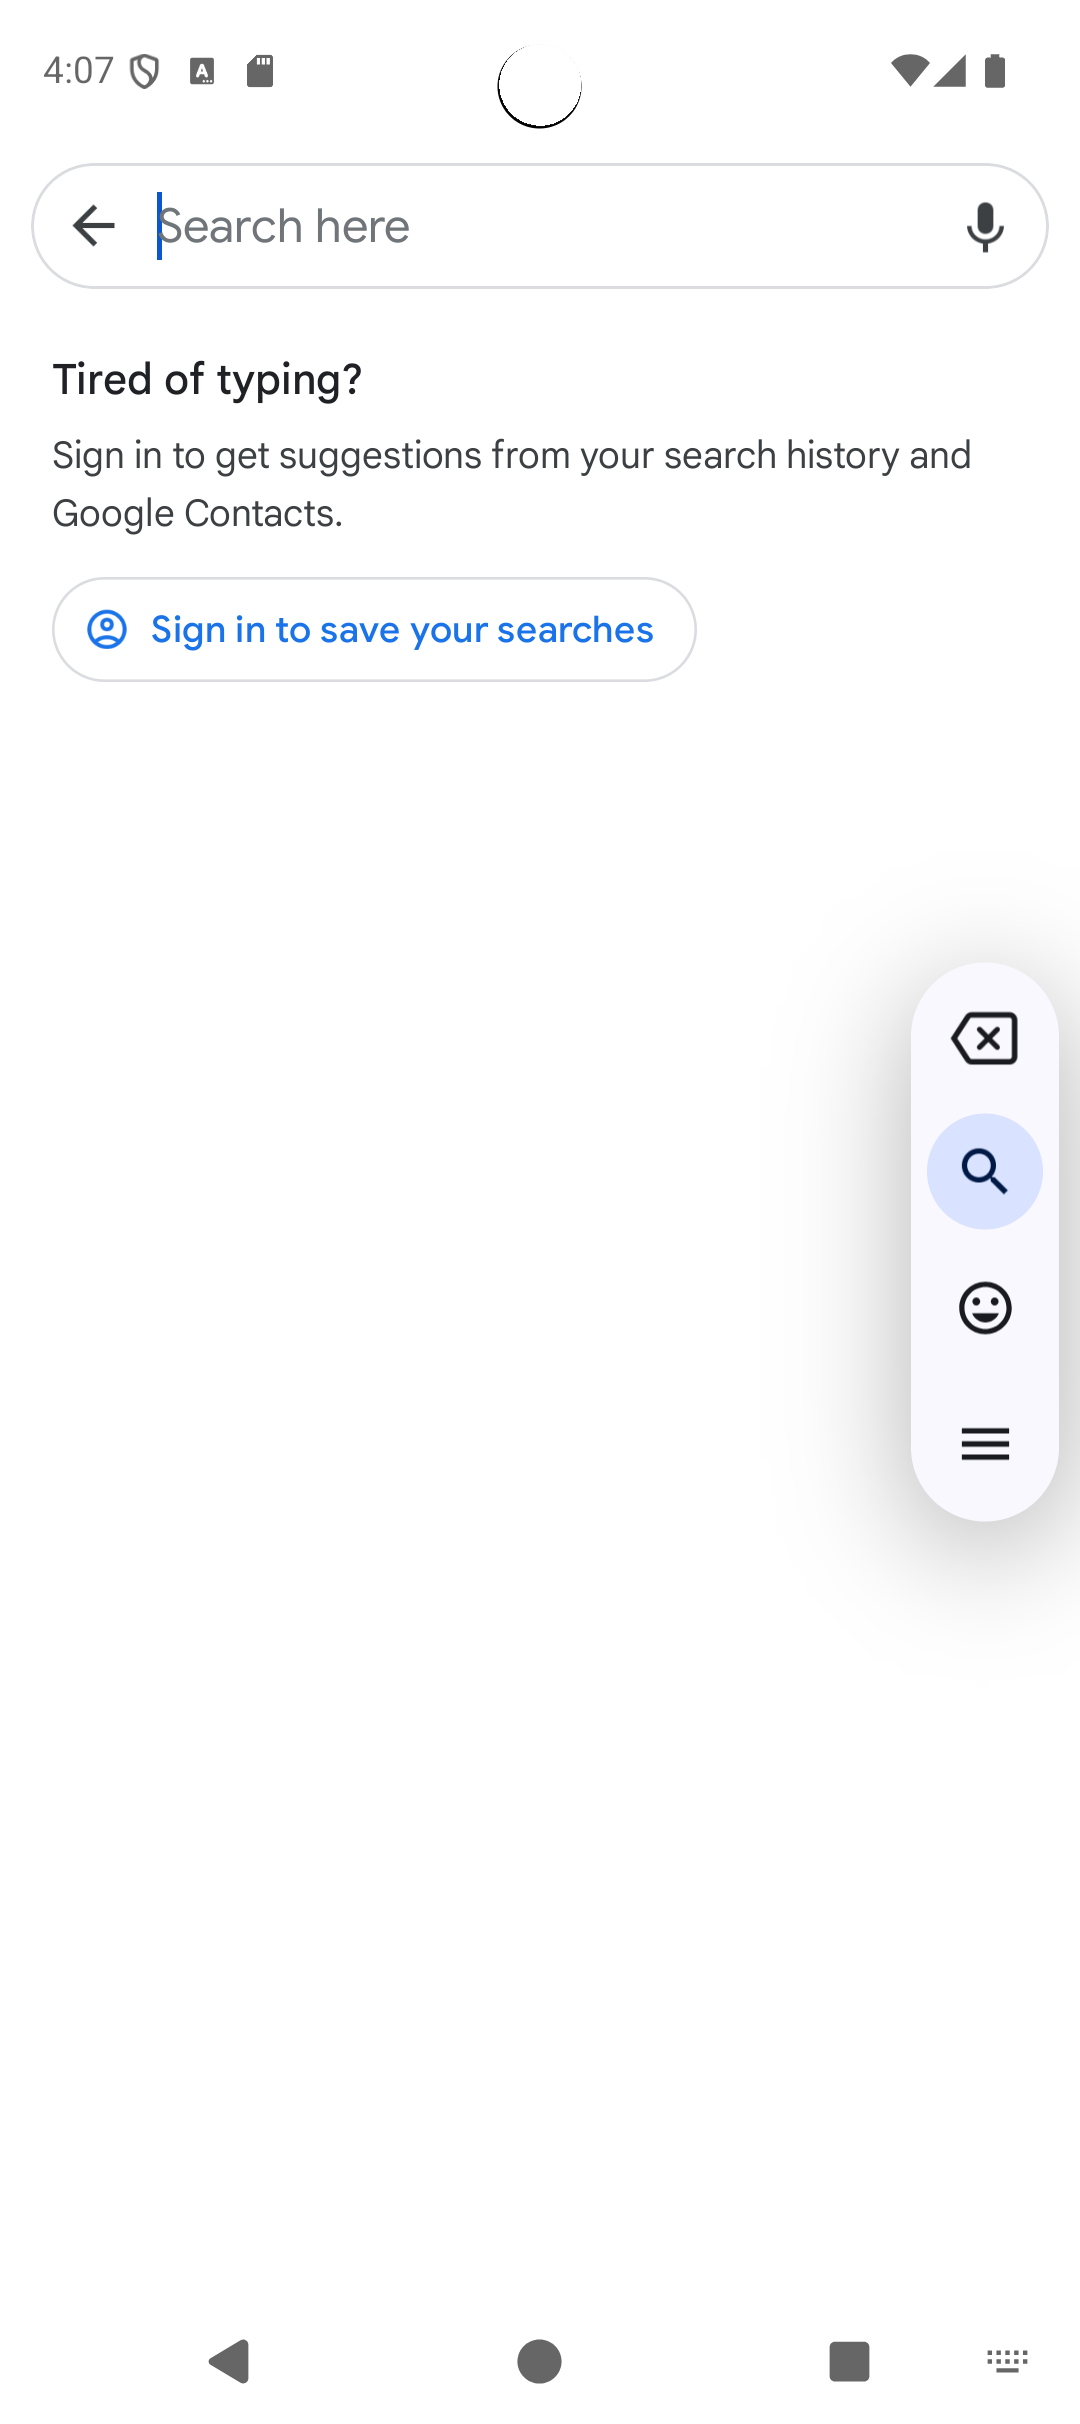 4:07
Search here
Tired of typing?
Sign in to get suggestions from your search history and
Google Contacts.
Sign in to save your searches